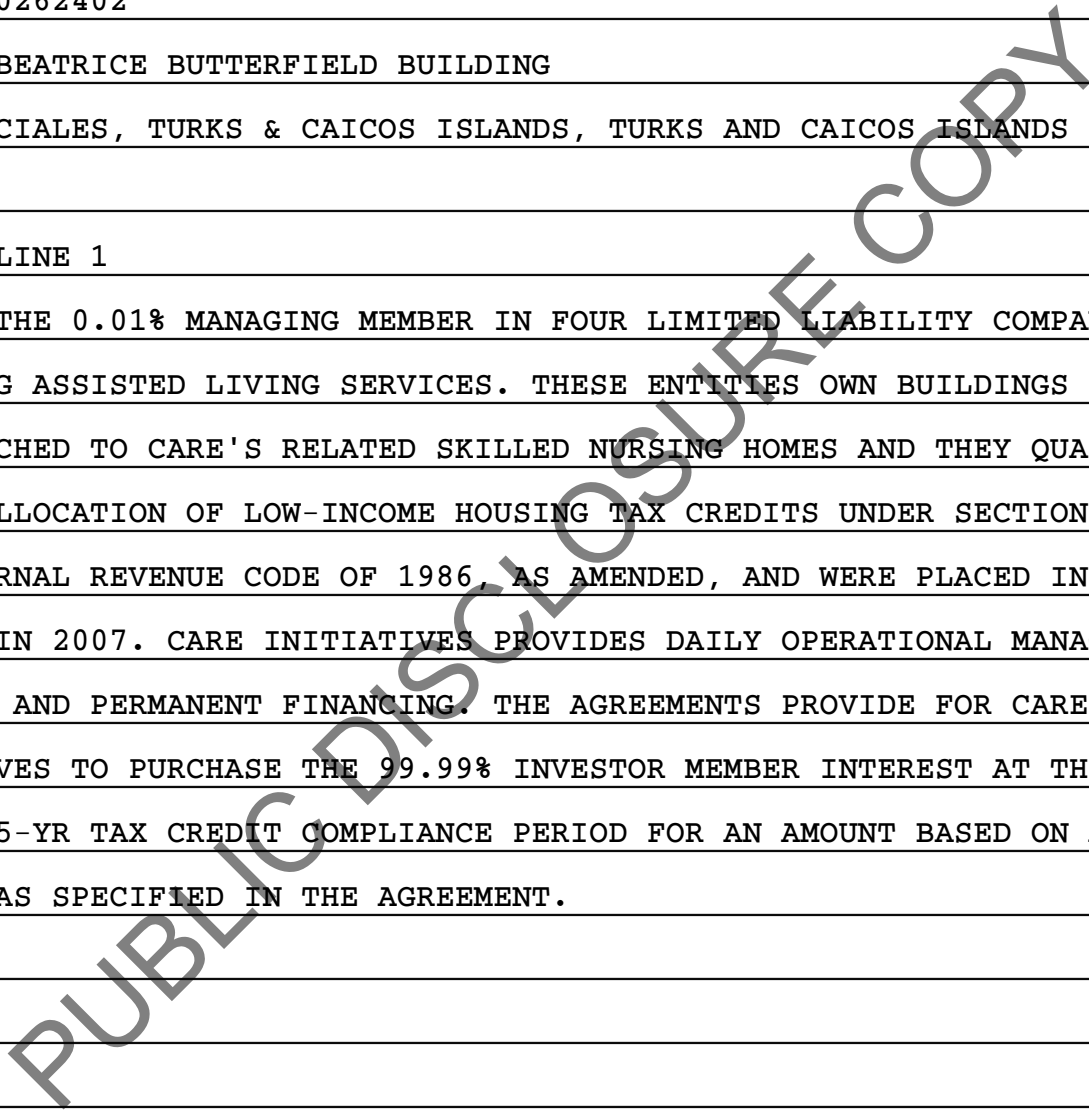 0262402
BEATRICE BUTTERFIELD BUILDING
CIALES, TURKS & CAICOS ISLANDS, TURKS AND CAICOS ISLANDS
LINE 1
THE 0.01% MANAGING MEMBER IN FOUR LIMITED LIABILITY COMPA
G ASSISTED LIVING SERVICES. THESE ENTITIES OWN BUILDINGS
CHED TO CARE'S RELATED SKILLED NURSING HOMES AND THEY QUA
LLOCATION OF LOW-INCOME HOUSING TAX CREDITS UNDER SECTION
RNAL REVENUE CODE OF 1986, AS AMENDED, AND WERE PLACED IN
IN 2007. CARE INITIATIVES PROVIDES DAILY OPERATIONAL MANA
AND PERMANENT FINANCING. THE AGREEMENTS PROVIDE FOR CARE
VES TO PURCHASE THE 99.99% INVESTOR MEMBER INTEREST AT TH
5-YR TAX CREDIT COMPLIANCE PERIOD FOR AN AMOUNT BASED ON
AS SPECIFIED IN THE AGREEMENT.
PUBLIC DISCLOSURE COPY